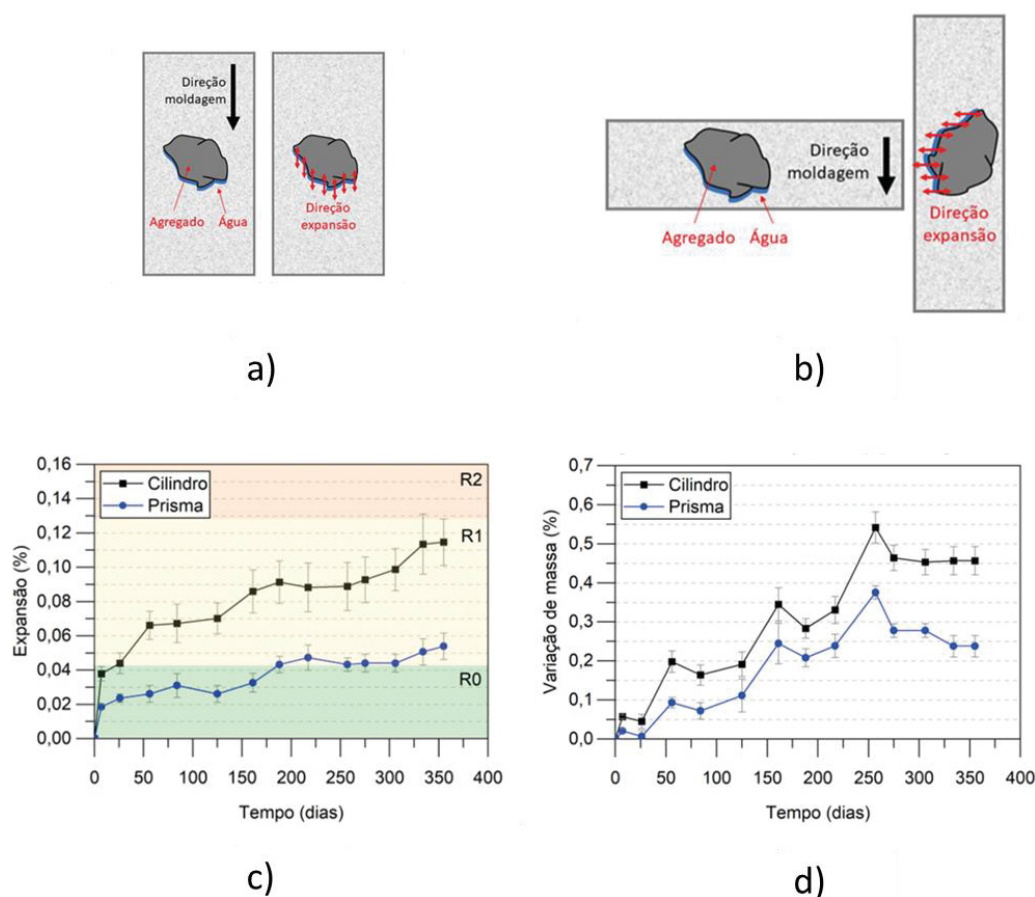 Direção
moldagem
Agregado
Água
Direção
expansão
a)
Direção
moldagem
Agregado
Água
Direção
expansão
b)
Cilindro
Prisma
R2
R1
R0
Expansão (%)
0,16
0,14
0,12
0,10
0,08
0,06
0,04
0,02
0,00
0 50 100 150 200 250 300 350 400
Tempo (dias)
c)
Cilindro
Prisma
Variação de massa (%)
0,7
0,6
0,5
0,4
0,3
0,2
0,1
0,0
0 50 100 150 200 250 300 350 400
Tempo (dias)
d)